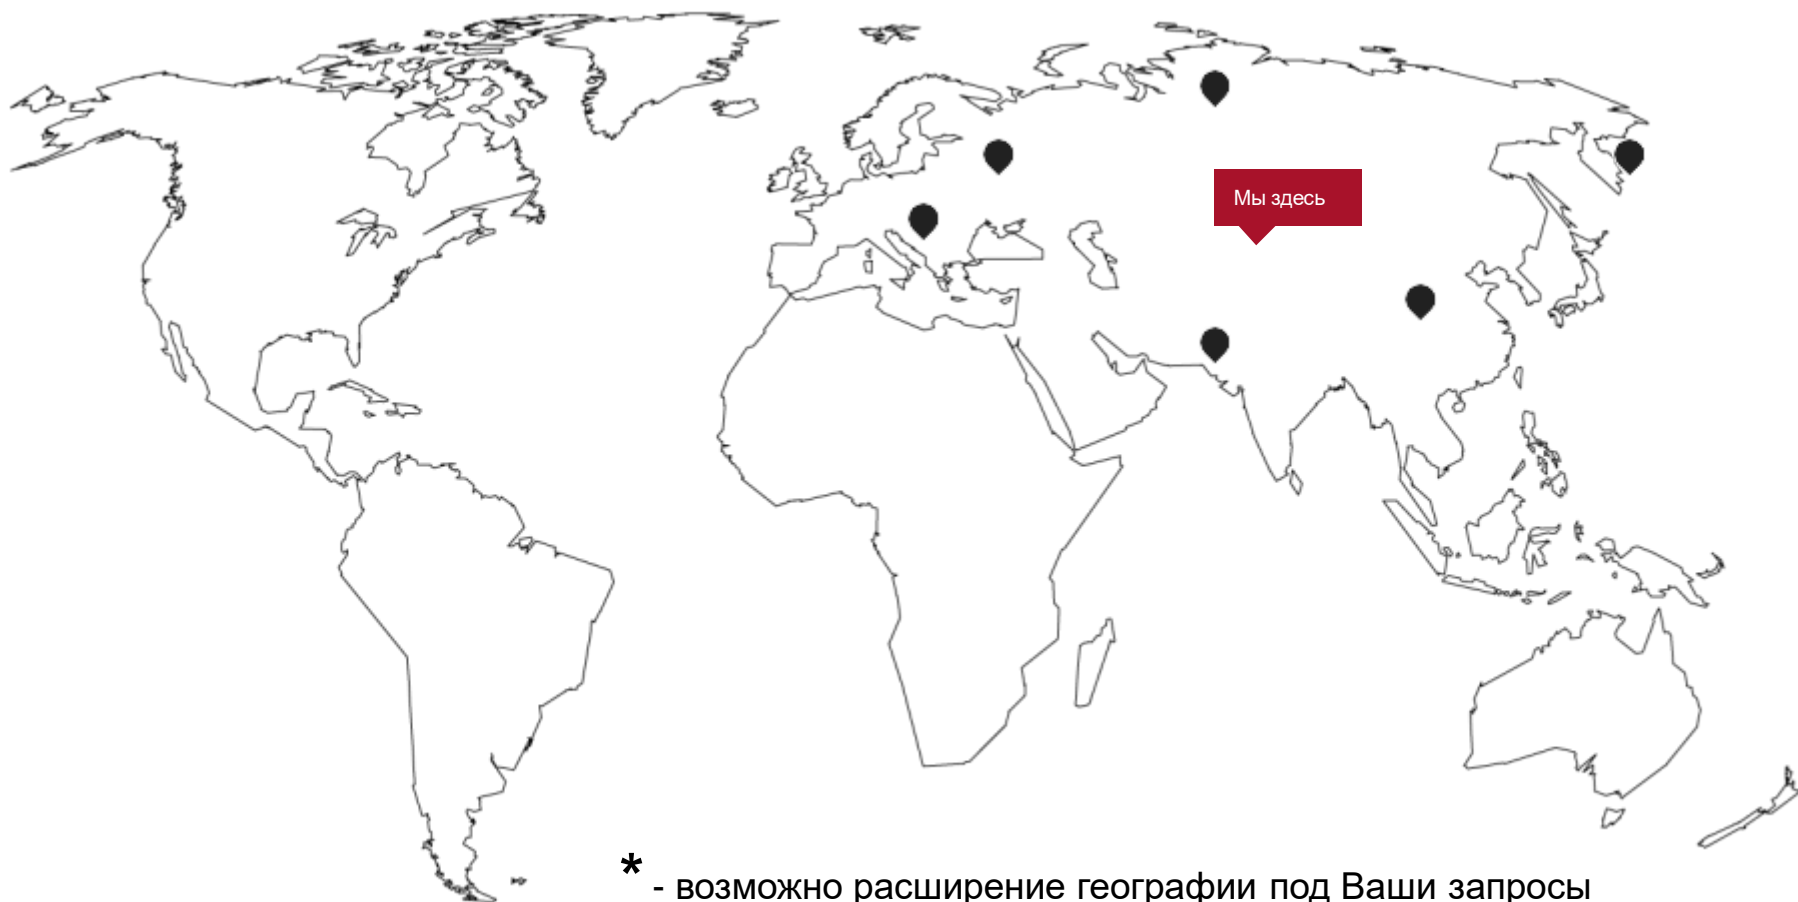 Мы здесь
* - возможно расширение географии под Ваши запросы